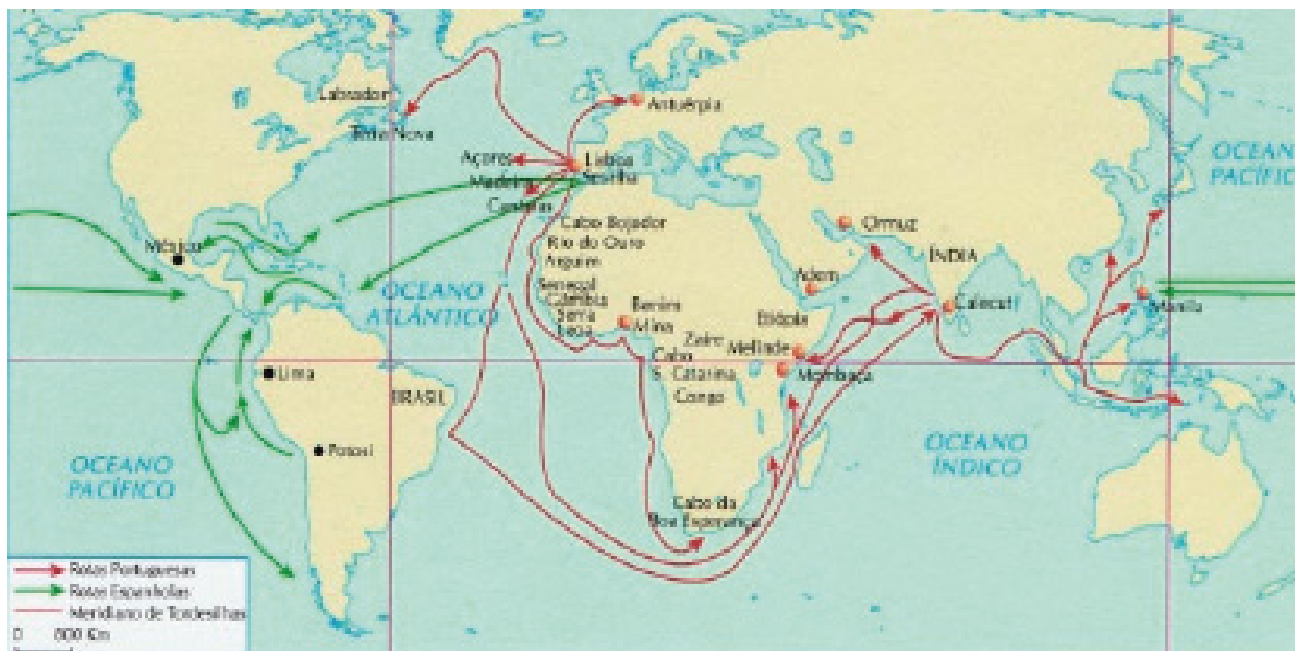 Labrador
Terra Nova
Antuérpia
Açores
Lisboa
Sevilha
Madeira
Canárias
OCEANO
PACÍFICO
Cabo Bojador
Rio do Ouro
Arguim
México
Ormuz
ÍNDIA
OCEANO
ATLÂNTICO
Senegal
Gâmbia
Serra
Leoa
Benim
Mina
Adem
Etiópia
Calecut
Manila
Zaire
Melinde
Mombaça
Cabo
S. Catarina
Congo
Lima
BRASIL
Potosí
OCEANO
PACÍFICO
OCEANO
ÍNDICO
Cabo da
Boa Esperança
Rotas Portuguesas
Rotas Espanholas
Meridiano de Tordesilhas
0 800 Km